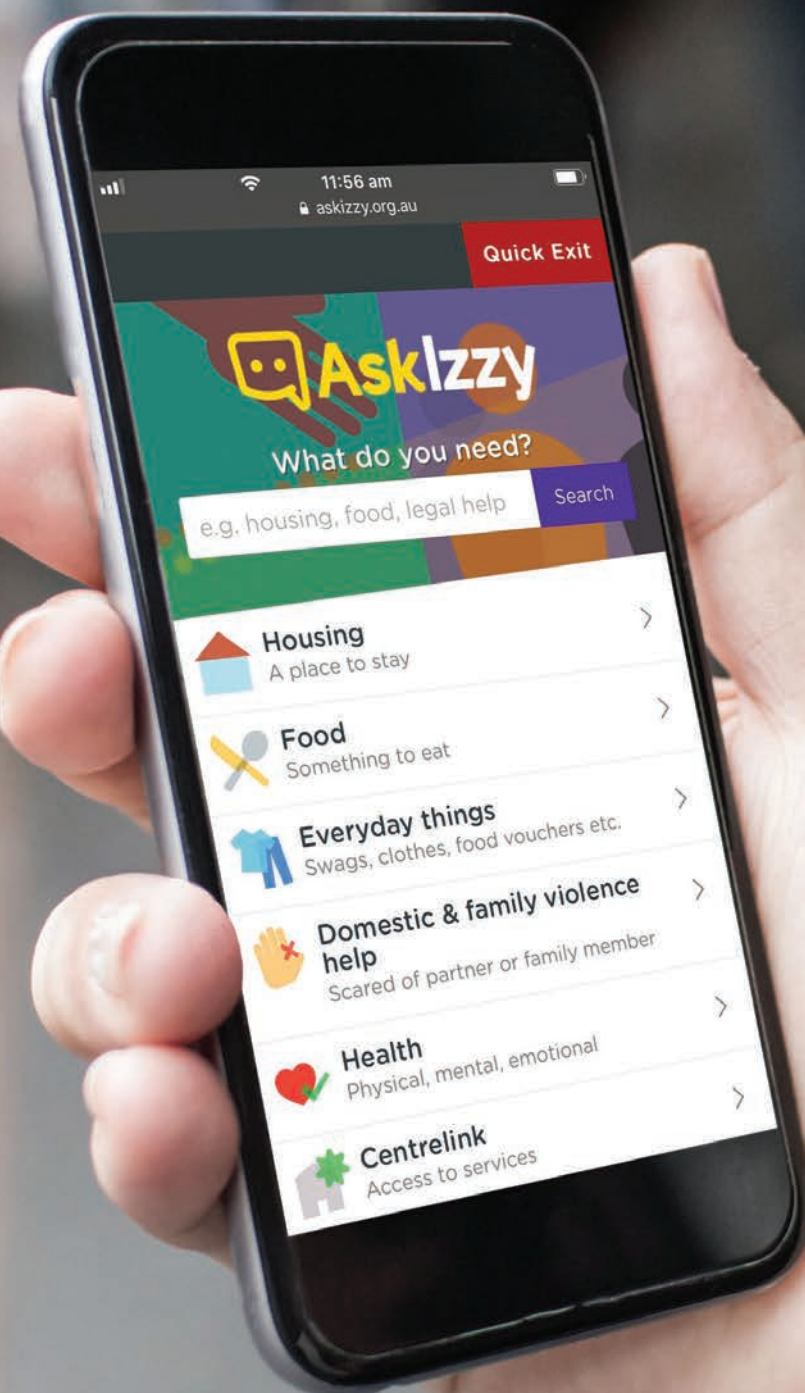 11:56 am
askizzy.org.au
Quick Exit
AskIzzy
What do you need?
e.g, housing, food, legal help
Search
Housing
A place to stay
Food
Something to eat
Everyday things
Swags, clothes, food vouchers etc.
Domestic & family violence
help
Scared of partner or family member
Health
Physical, mental, emotional
Centrelink
Access to services